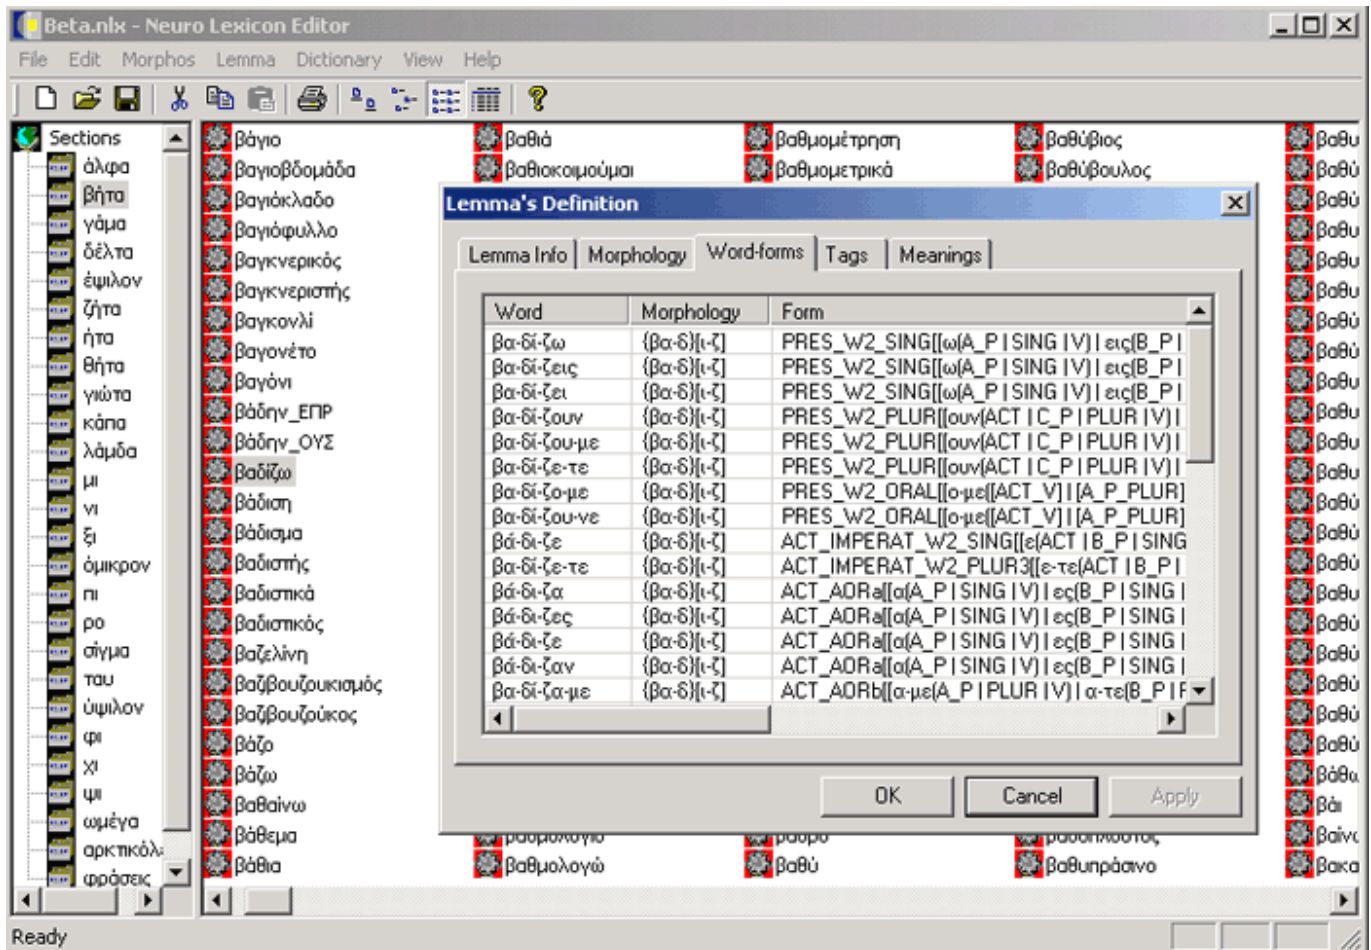 Beta.nlx - Neuro Lexicon Editor
File Edit Morphos Lemma Dictionary View Help
Sections
άλφα
βήτα
γάμα
δέλτα
έψιλον
ζήτα
ήτα
θήτα
γιώτα
κάπα
λάμδα
μι
νι
ξι
όμικρον
πι
ρο
σίγμα
ταυ
ύψιλον
φι
χι
ψι
ωμέγα
αρκτικόλ
φράσεις
βάγιο
βαγιοβδομάδα
βαγιόκλαδο
βαγιόφυλλο
βαγκνερικός
βαγκνεριστής
βαγκονλί
βαγονέτο
βαγόνι
βάδην_ΕΠΡ
βάδην_ΟΥΣ
βαδίζω
βάδιση
βάδισμα
βαδιστής
βαδιστικά
βαδιστικός
βαζελίνη
βαζιβουζουκισμός
βαζιβουζούκος
βάζο
βάζω
βαθαίνω
βάθεμα
βάθια
βαθιά
βαθιοκοιμούμαι
βαθμολογώ
βαθμομέτρηση
βαθμομετρικά
βάθρο
βαθύ
βαθύβιος
βαθύβουλος
βαθύπλουτος
βαθυπράσινο
Lemma's Definition
Lemma Info Morphology Word-forms Tags Meanings
Word Morphology Form
βα-δί-ζω {βα-δ}[ι-ζ] PRES_W2_SING[[ω(A_P | SING | V) | εις(B_P |
βα-δί-ζεις {βα-δ}[ι-ζ] PRES_W2_SING[[ω(A_P | SING | V) | εις(B_P |
βα-δί-ζει {βα-δ}[ι-ζ] PRES_W2_SING[[ω(A_P | SING | V) | εις(B_P |
βα-δί-ζουν {βα-δ}[ι-ζ] PRES_W2_PLUR[[ουν(ACT | C_P | PLUR | V) |
βα-δί-ζου-με {βα-δ}[ι-ζ] PRES_W2_PLUR[[ουν(ACT | C_P | PLUR | V) |
βα-δί-ζε-τε {βα-δ}[ι-ζ] PRES_W2_PLUR[[ουν(ACT | C_P | PLUR | V) |
βα-δί-ζο-με {βα-δ}[ι-ζ] PRES_W2_ORAL[[ο-με([ACT_V] | [A_P_PLUR]
βα-δί-ζου-νε {βα-δ}[ι-ζ] PRES_W2_ORAL[[ο-με([ACT_V] | [A_P_PLUR]
βά-δι-ζε {βα-δ}[ι-ζ] ACT_IMPERAT_W2_SING[[ε(ACT | B_P | SING
βα-δί-ζε-τε {βα-δ}[ι-ζ] ACT_IMPERAT_W2_PLUR3[[ε-τε(ACT | B_P |
βά-δι-ζα {βα-δ}[ι-ζ] ACT_AORa[[α(A_P | SING | V) | ες(B_P | SING |
βά-δι-ζες {βα-δ}[ι-ζ] ACT_AORa[[α(A_P | SING | V) | ες(B_P | SING |
βά-δι-ζε {βα-δ}[ι-ζ] ACT_AORa[[α(A_P | SING | V) | ες(B_P | SING |
βά-δι-ζαν {βα-δ}[ι-ζ] ACT_AORa[[α(A_P | SING | V) | ες(B_P | SING |
βα-δί-ζα-με {βα-δ}[ι-ζ] ACT_AORb[[α-με(A_P | PLUR | V) | α-τε(B_P | F
OK Cancel Apply
Ready